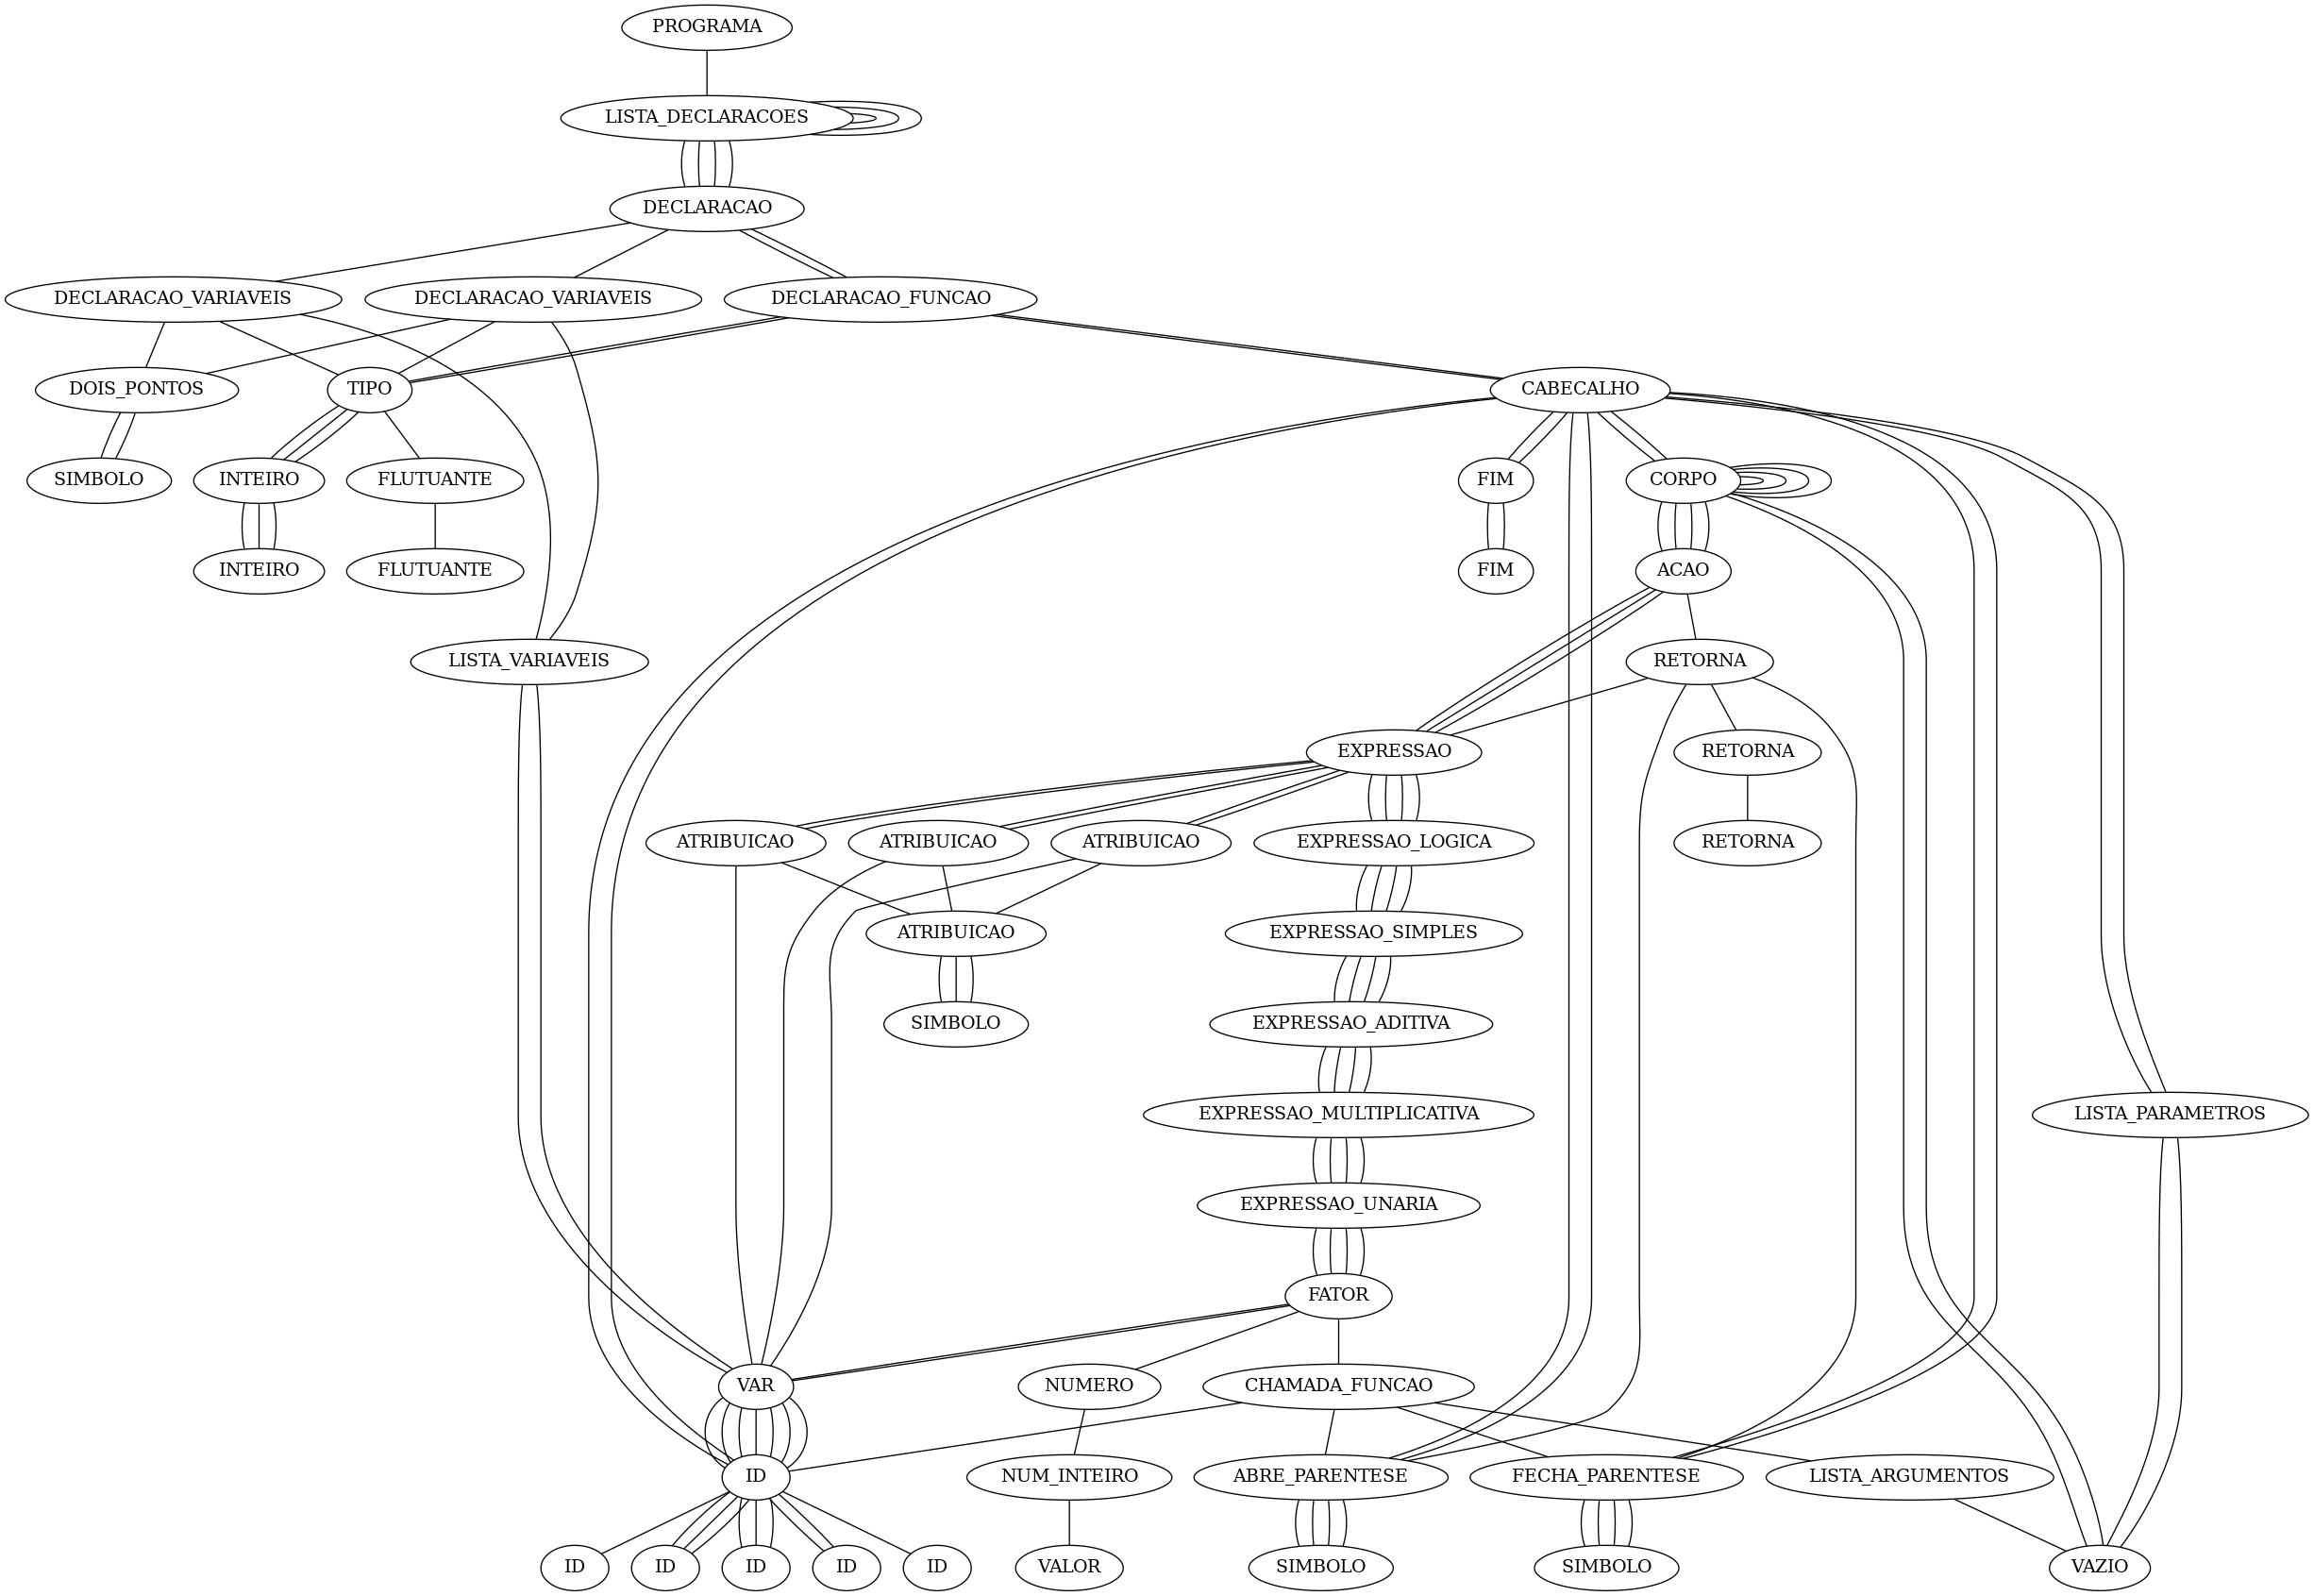 PROGRAMA
LISTA_DECLARACOES
DECLARACAO
DECLARACAO_VARIAVEIS
DECLARACAO_VARIAVEIS
DECLARACAO_FUNCAO
DOIS_PONTOS
TIPO
CABECALHO
SIMBOLO
INTEIRO
FLUTUANTE
FIM
CORPO
INTEIRO
FLUTUANTE
FIM
ACAO
LISTA_VARIAVEIS
RETORNA
EXPRESSAO
RETORNA
ATRIBUICAO
ATRIBUICAO
ATRIBUICAO
EXPRESSAO_LOGICA
RETORNA
ATRIBUICAO
EXPRESSAO_SIMPLES
SIMBOLO
EXPRESSAO_ADITIVA
EXPRESSAO_MULTIPLICATIVA
LISTA_PARAMETROS
EXPRESSAO_UNARIA
FATOR
VAR
NUMERO
CHAMADA_FUNCAO
ID
NUM_INTEIRO
ABRE_PARENTESE
FECHA_PARENTESE
LISTA_ARGUMENTOS
ID
ID
ID
ID
ID
VALOR
SIMBOLO
SIMBOLO
VAZIO